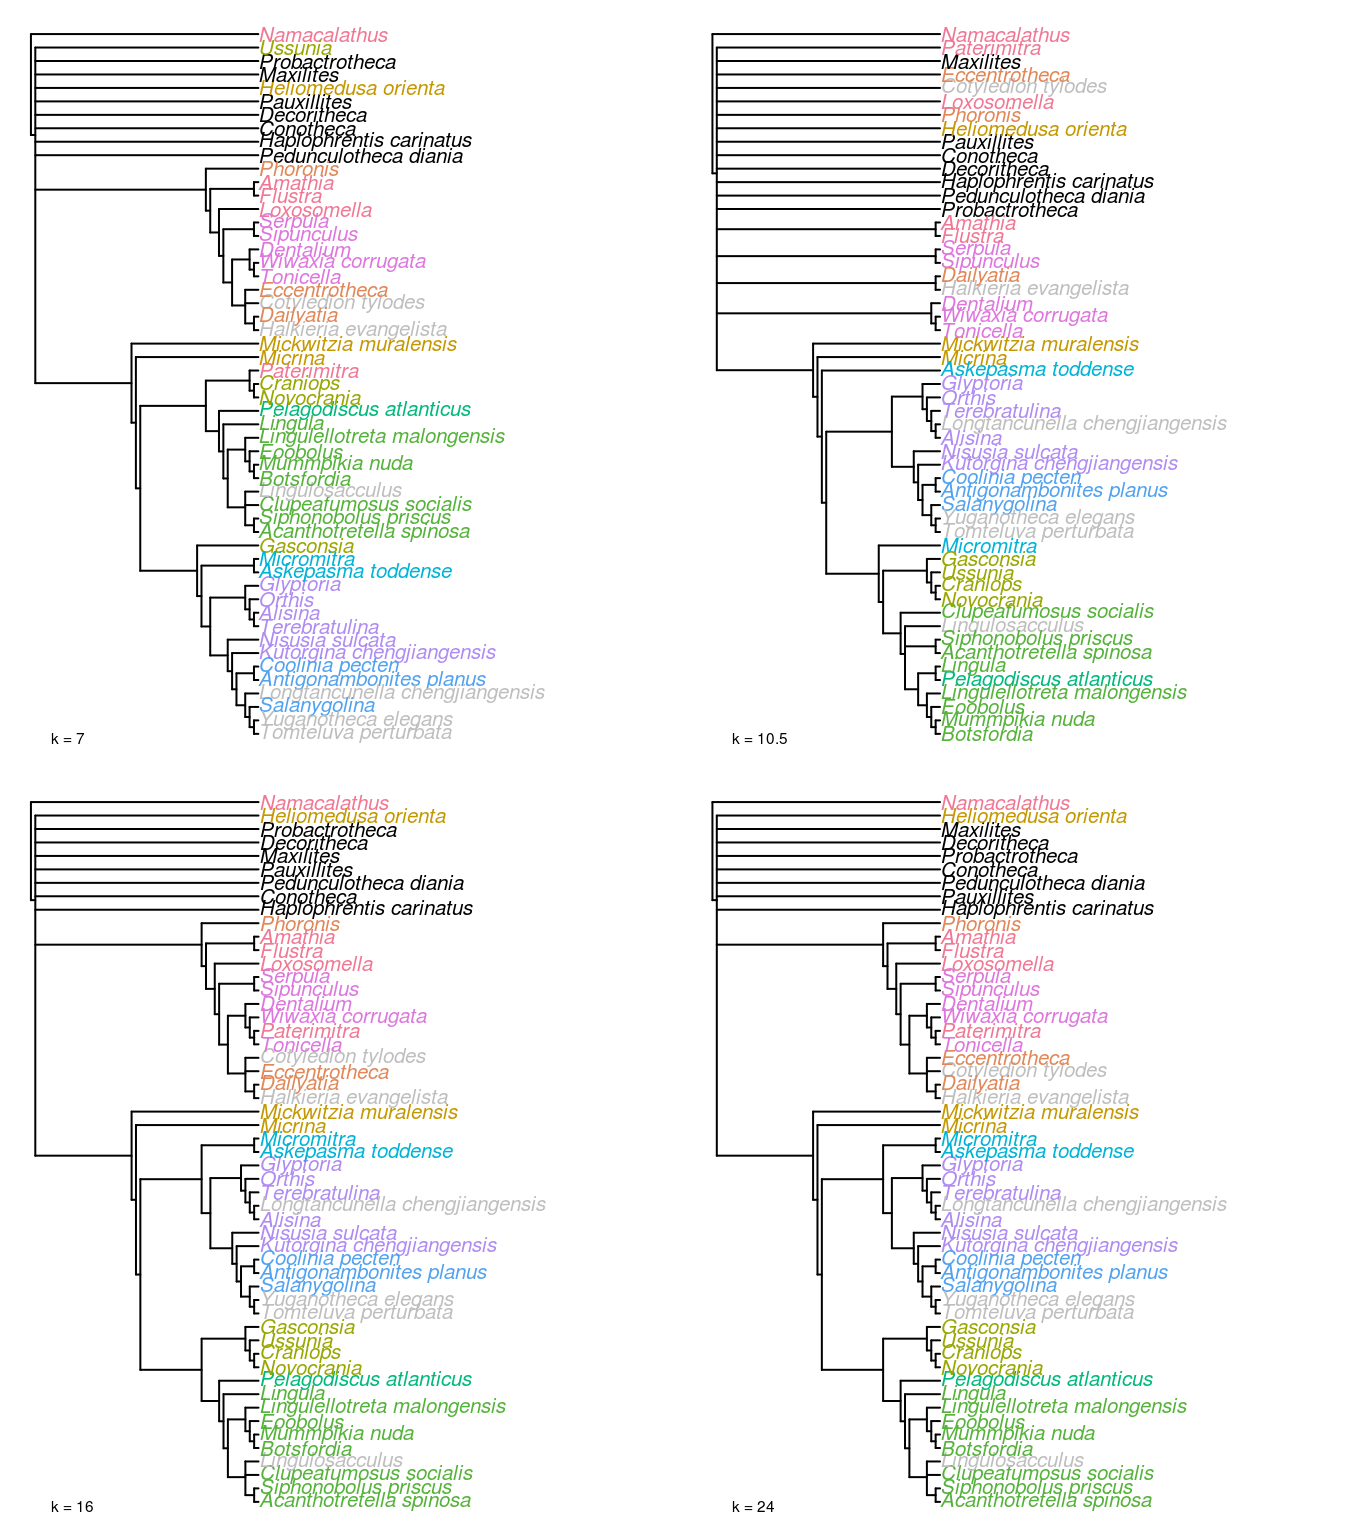 Namacalathus
Ussunia
Probactrotheca
Maxilites
Heliomedusa orienta
Pauxillites
Decoritheca
Conotheca
Haplophrentis carinatus
Pedunculotheca diania
Phoronis
Amathia
Flustra
Loxosomella
Serpula
Sipunculus
Dentalium
Wiwaxia corrugata
Tonicella
Eccentrotheca
Cotyledion tylodes
Dailyatia
Halkieria evangelista
Mickwitzia muralensis
Micrina
Paterimitra
Craniops
Novocrania
Pelagodiscus atlanticus
Lingula
Lingulellotreta malongensis
Eoobolus
Mummpikia nuda
Botsfordia
Lingulosacculus
Clupeafumosus socialis
Siphonobolus priscus
Acanthotretella spinosa
Gasconsia
Micromitra
Askepasma toddense
Glyptoria
Orthis
Alisina
Terebratulina
Nisusia sulcata
Kutorgina chengjiangensis
Coolinia pecten
Antigonambonites planus
Longtancunella chengjiangensis
Salanygolina
Yuganotheca elegans
Tomteluva perturbata
k = 7
Namacalathus
Paterimitra
Maxilites
Eccentrotheca
Cotyledion tylodes
Loxosomella
Phoronis
Heliomedusa orienta
Pauxillites
Conotheca
Decoritheca
Haplophrentis carinatus
Pedunculotheca diania
Probactrotheca
Amathia
Flustra
Serpula
Sipunculus
Dailyatia
Halkieria evangelista
Dentalium
Wiwaxia corrugata
Tonicella
Mickwitzia muralensis
Micrina
Askepasma toddense
Glyptoria
Orthis
Terebratulina
Longtancunella chengjiangensis
Alisina
Nisusia sulcata
Kutorgina chengjiangensis
Coolinia pecten
Antigonambonites planus
Salanygolina
Yuganotheca elegans
Tomteluva perturbata
Micromitra
Gasconsia
Ussunia
Craniops
Novocrania
Clupeafumosus socialis
Lingulosacculus
Siphonobolus priscus
Acanthotretella spinosa
Lingula
Pelagodiscus atlanticus
Lingulellotreta malongensis
Eoobolus
Mummpikia nuda
Botsfordia
k = 10.5
Namacalathus
Heliomedusa orienta
Probactrotheca
Decoritheca
Maxilites
Pauxillites
Pedunculotheca diania
Conotheca
Haplophrentis carinatus
Phoronis
Amathia
Flustra
Loxosomella
Serpula
Sipunculus
Dentalium
Wiwaxia corrugata
Paterimitra
Tonicella
Cotyledion tylodes
Eccentrotheca
Dailyatia
Halkieria evangelista
Mickwitzia muralensis
Micrina
Micromitra
Askepasma toddense
Glyptoria
Orthis
Terebratulina
Longtancunella chengjiangensis
Alisina
Nisusia sulcata
Kutorgina chengjiangensis
Coolinia pecten
Antigonambonites planus
Salanygolina
Yuganotheca elegans
Tomteluva perturbata
Gasconsia
Ussunia
Craniops
Novocrania
Pelagodiscus atlanticus
Lingula
Lingulellotreta malongensis
Eoobolus
Mummpikia nuda
Botsfordia
Lingulosacculus
Clupeafumosus socialis
Siphonobolus priscus
Acanthotretella spinosa
k = 16
Namacalathus
Heliomedusa orienta
Maxilites
Decoritheca
Probactrotheca
Conotheca
Pedunculotheca diania
Pauxillites
Haplophrentis carinatus
Phoronis
Amathia
Flustra
Loxosomella
Serpula
Sipunculus
Dentalium
Wiwaxia corrugata
Paterimitra
Tonicella
Eccentrotheca
Cotyledion tylodes
Dailyatia
Halkieria evangelista
Mickwitzia muralensis
Micrina
Micromitra
Askepasma toddense
Glyptoria
Orthis
Terebratulina
Longtancunella chengjiangensis
Alisina
Nisusia sulcata
Kutorgina chengjiangensis
Coolinia pecten
Antigonambonites planus
Salanygolina
Yuganotheca elegans
Tomteluva perturbata
Gasconsia
Ussunia
Craniops
Novocrania
Pelagodiscus atlanticus
Lingula
Lingulellotreta malongensis
Eoobolus
Mummpikia nuda
Botsfordia
Lingulosacculus
Clupeafumosus socialis
Siphonobolus priscus
Acanthotretella spinosa
k = 24